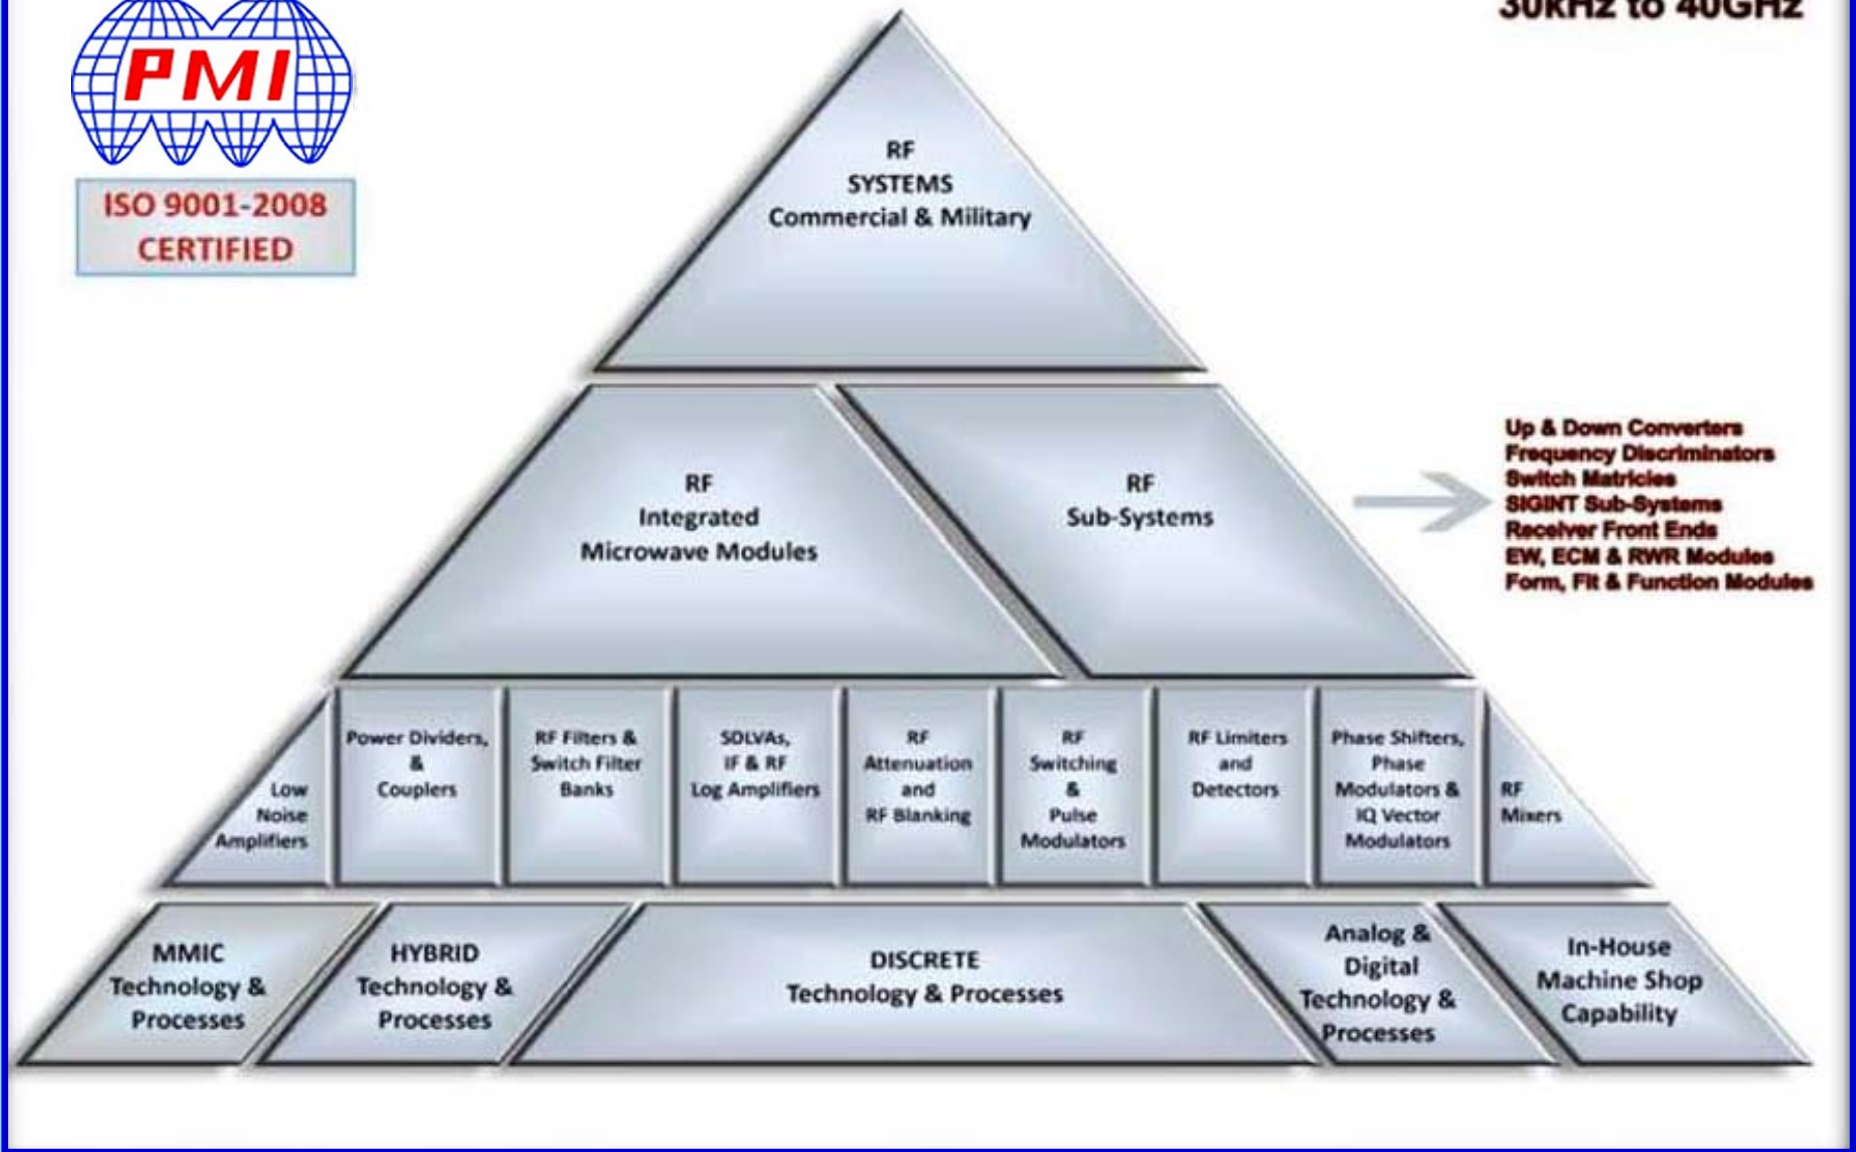 30kHz to 40GHz
PMI
ISO 9001-2008
CERTIFIED
RF
SYSTEMS
Commercial & Military
RF
Integrated
Microwave Modules
RF
Sub-Systems
Up & Down Converters
Frequency Discriminators
Switch Matricies
SIGINT Sub-Systems
Receiver Front Ends
EW, ECM & RWR Modules
Form, Fit & Function Modules
Low
Noise
Amplifiers
Power Dividers,
&
Couplers
RF Filters &
Switch Filter
Banks
SDLVAs,
IF & RF
Log Amplifiers
RF
Attenuation
and
RF Blanking
RF
Switching
&
Pulse
Modulators
RF Limiters
and
Detectors
Phase Shifters,
Phase
Modulators &
IQ Vector
Modulators
RF
Mixers
MMIC
Technology &
Processes
HYBRID
Technology &
Processes
DISCRETE
Technology & Processes
Analog &
Digital
Technology &
Processes
In-House
Machine Shop
Capability